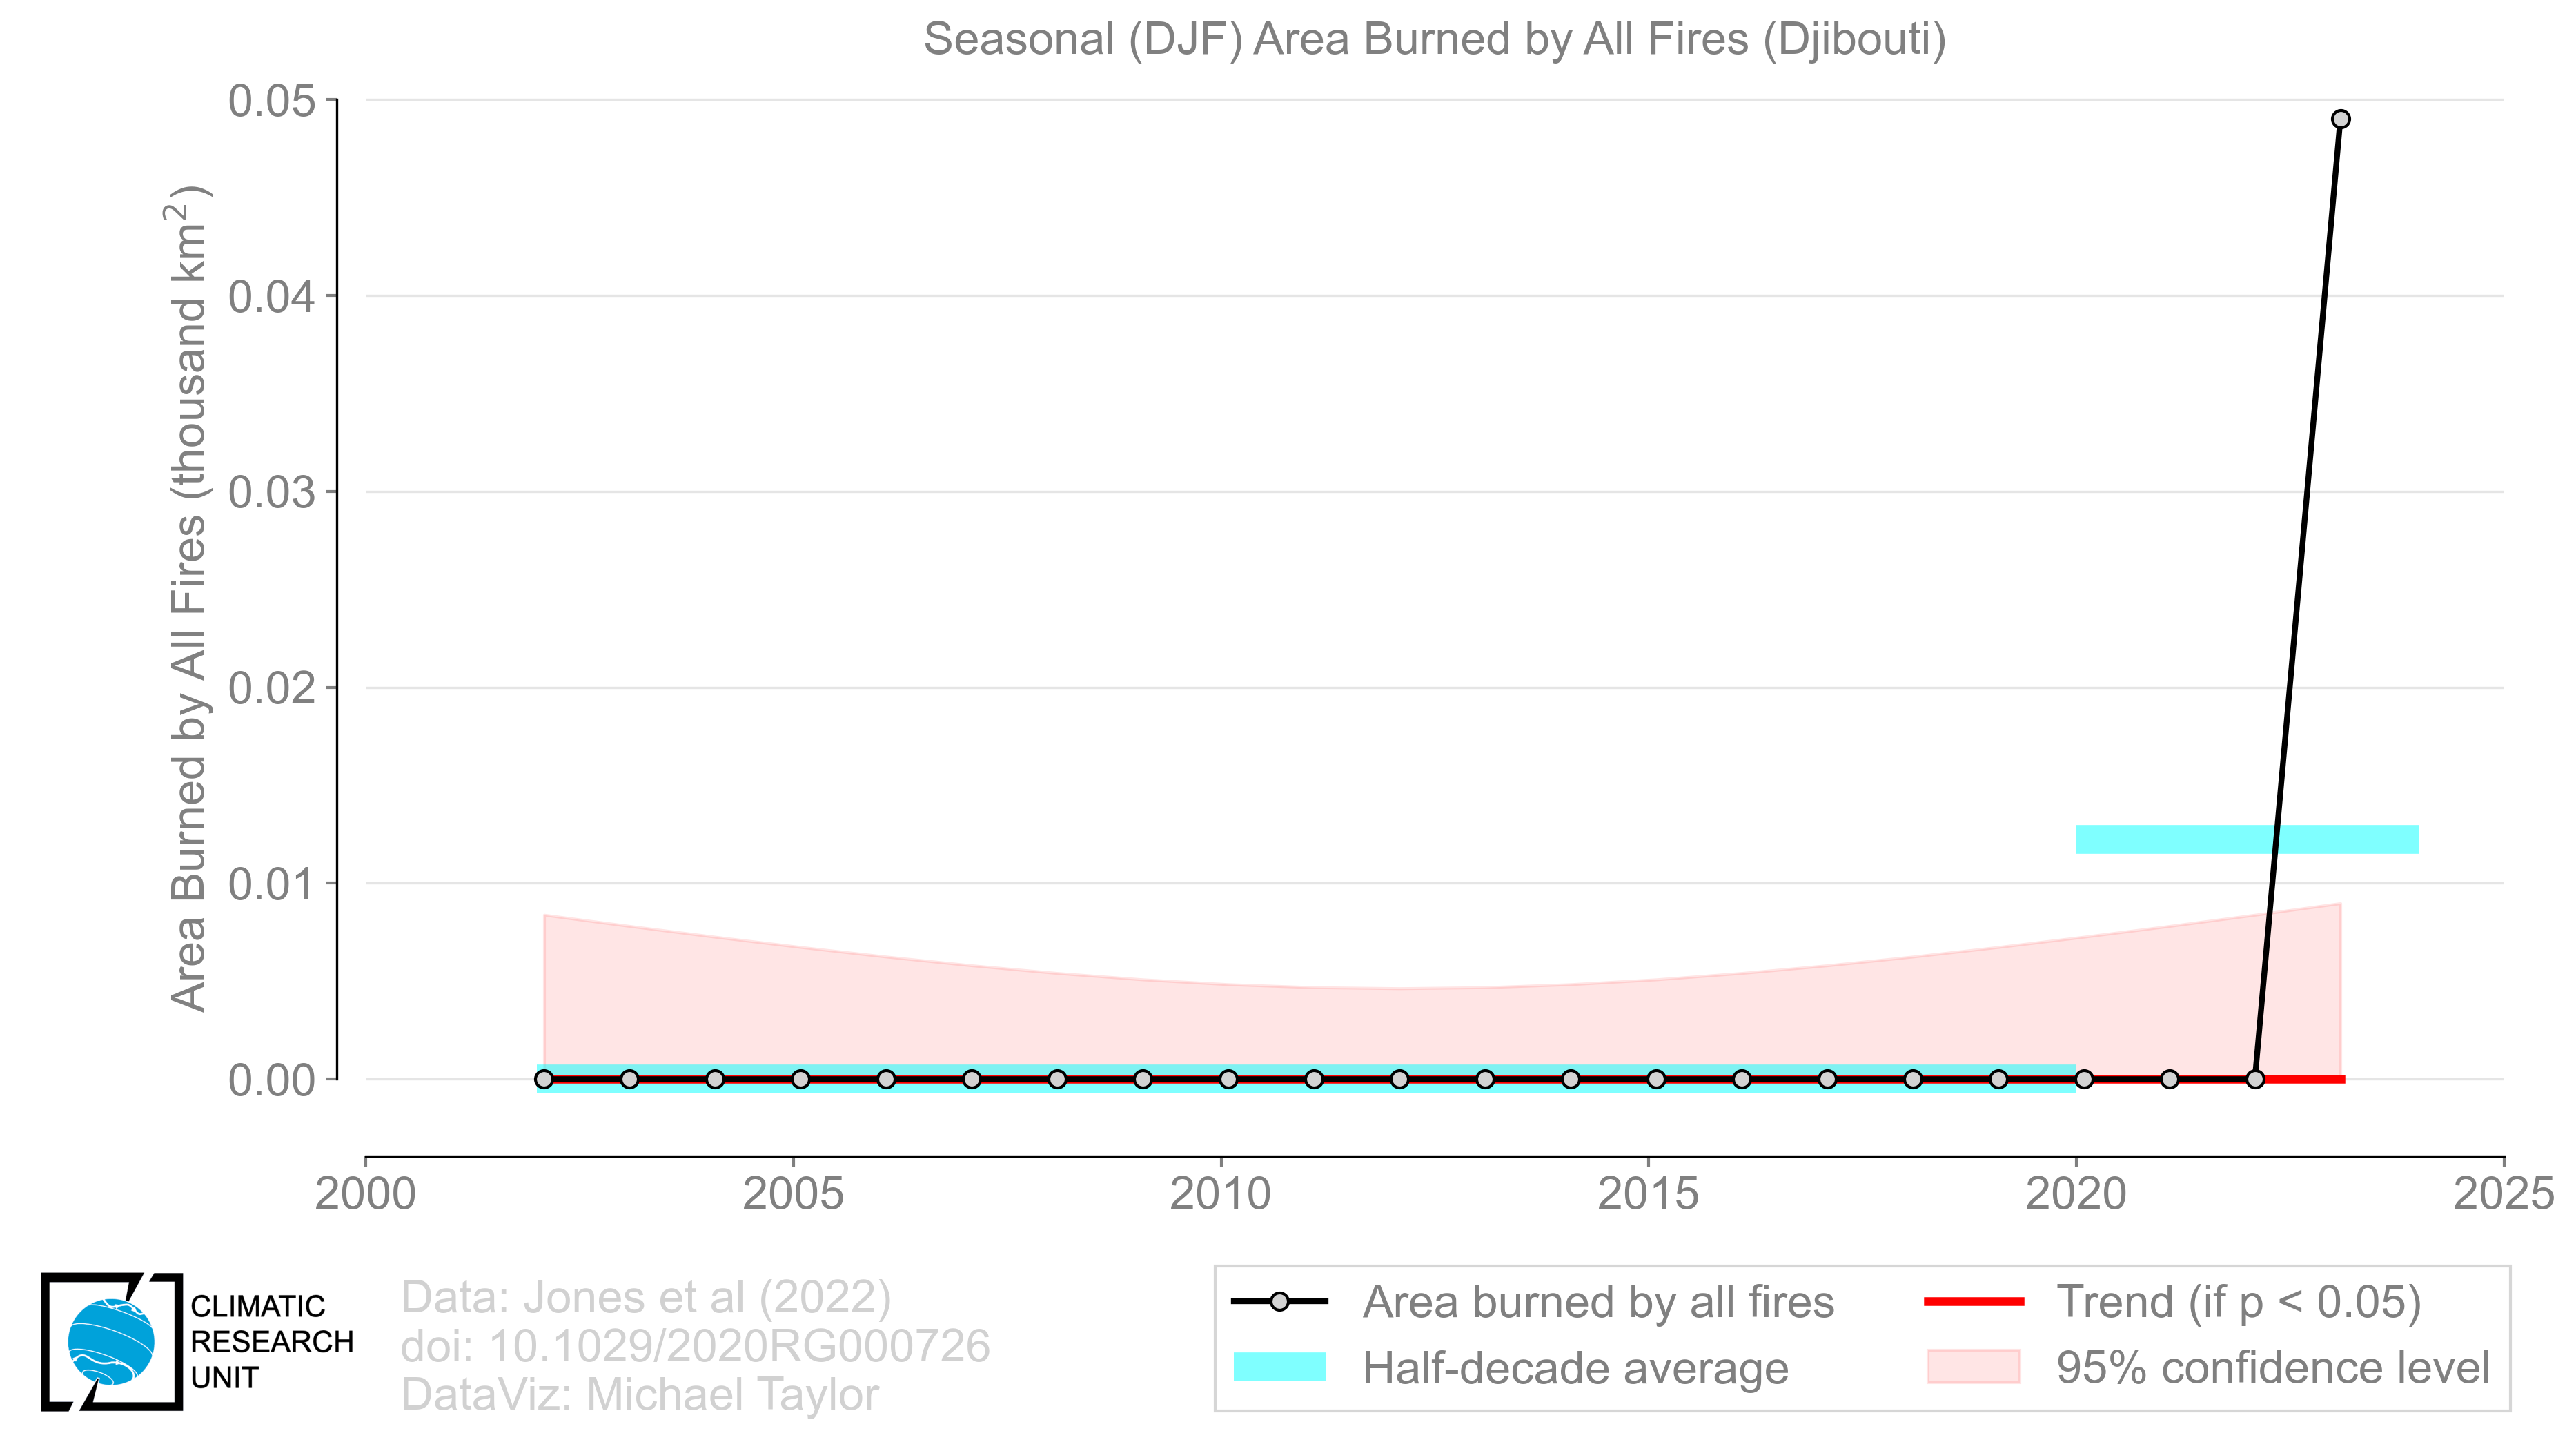 Seasonal (DJF) Area Burned by All Fires (Djibouti)
Area Burned by All Fires (thousand km²)
0.05
0.04
0.03
0.02
0.01
0.00
2000 2005 2010 2015 2020 2025
CLIMATIC
RESEARCH
UNIT
Data: Jones et al (2022)
doi: 10.1029/2020RG000726
DataViz: Michael Taylor
Area burned by all fires
Half-decade average
Trend (if p < 0.05)
95% confidence level